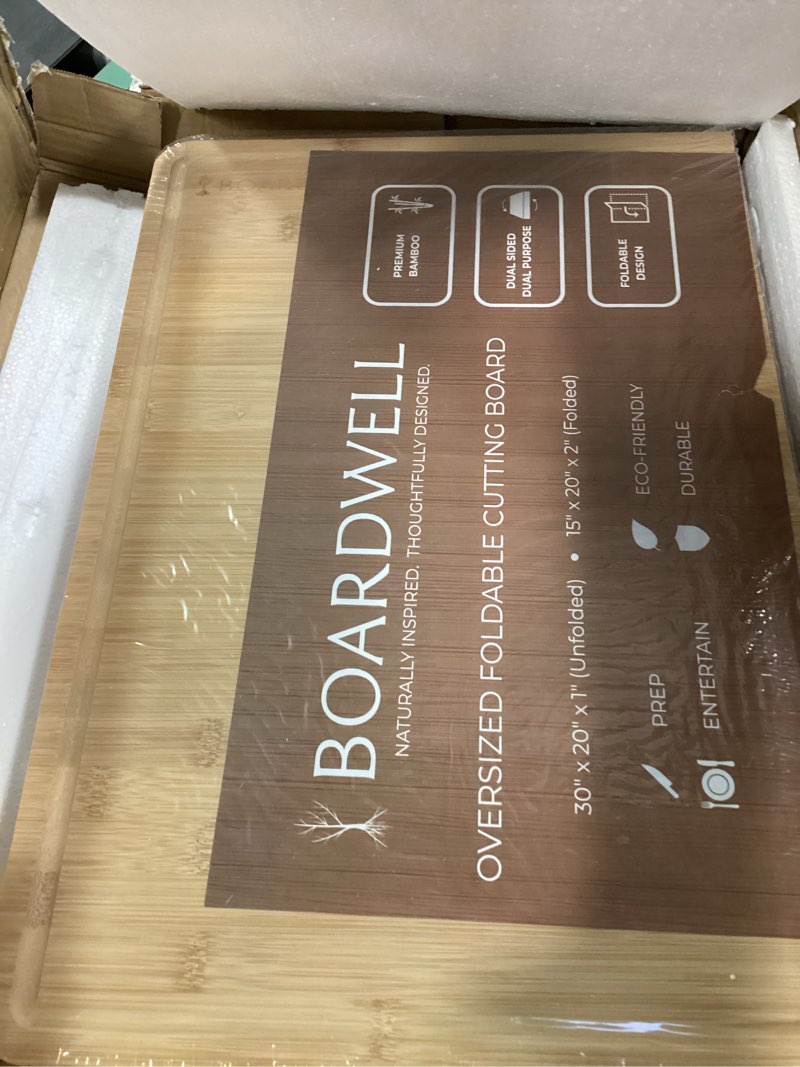 BOARDWELL
NATURALLY INSPIRED. THOUGHTFULLY DESIGNED.
OVERSIZED FOLDABLE CUTTING BOARD
30" x 20" x 1" (Unfolded) • 15" x 20" x 2" (Folded)
PREP
ECO-FRIENDLY
ENTERTAIN
DURABLE
PREMIUM
BAMBOO
DUAL SIDED
DUAL PURPOSE
FOLDABLE
DESIGN